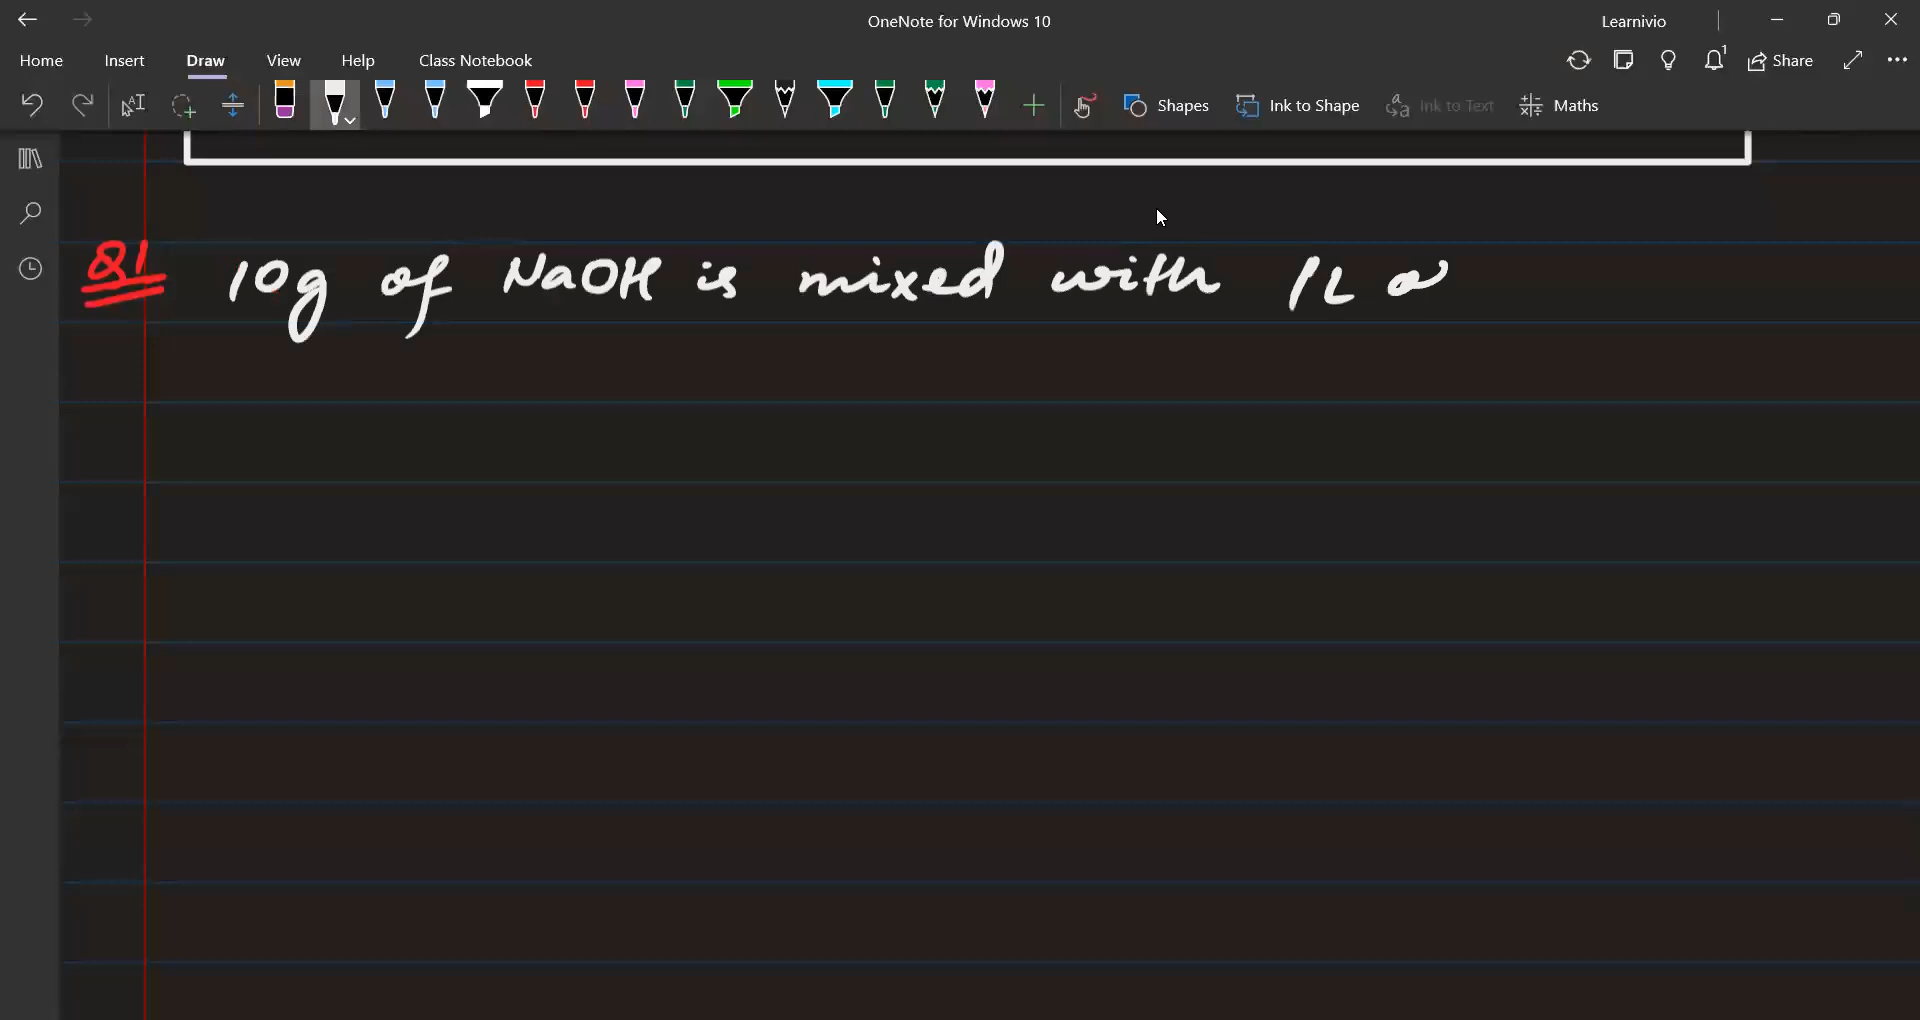 OneNote for Windows 10
Learnivio
Home Insert Draw View Help Class Notebook
1
Share
Shapes Ink to Shape Ink to Text Maths
Q1 10g of NaOH is mixed with 1L